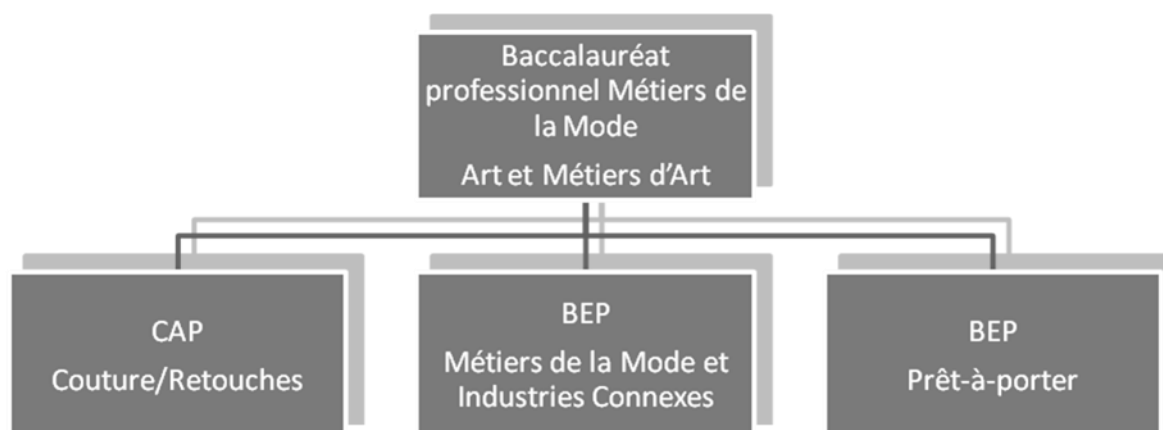 Baccalauréat
professionnel Métiers de
la Mode
Art et Métiers d’Art
CAP
Couture/Retouches
BEP
Métiers de la Mode et
Industries Connexes
BEP
Prêt-à-porter